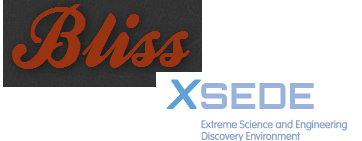 Bliss
XSEDE
Extreme Science and Engineering
Discovery Environment